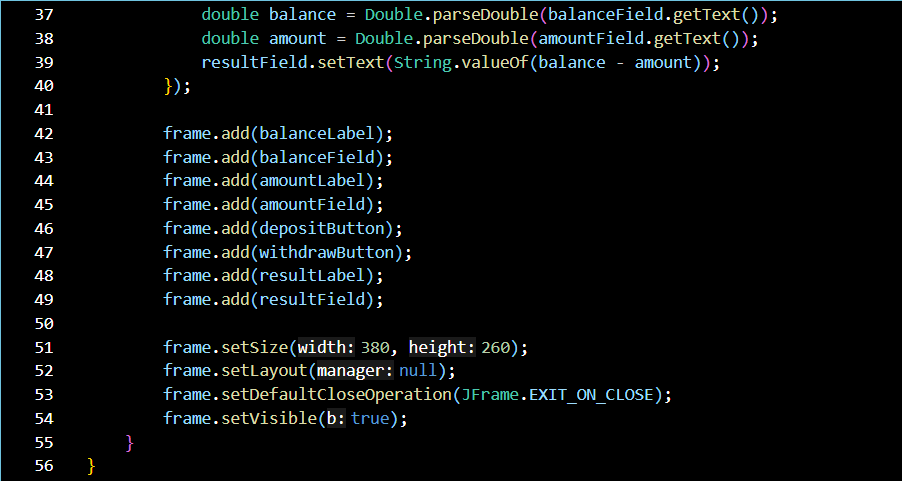 37 double balance = Double.parseDouble(balanceField.getText());
38 double amount = Double.parseDouble(amountField.getText());
39 resultField.setText(String.valueOf(balance - amount));
40 });
41
42 frame.add(balanceLabel);
43 frame.add(balanceField);
44 frame.add(amountLabel);
45 frame.add(amountField);
46 frame.add(depositButton);
47 frame.add(withdrawButton);
48 frame.add(resultLabel);
49 frame.add(resultField);
50
51 frame.setSize(width: 380, height: 260);
52 frame.setLayout(manager: null);
53 frame.setDefaultCloseOperation(JFrame.EXIT_ON_CLOSE);
54 frame.setVisible(b: true);
55 }
56 }